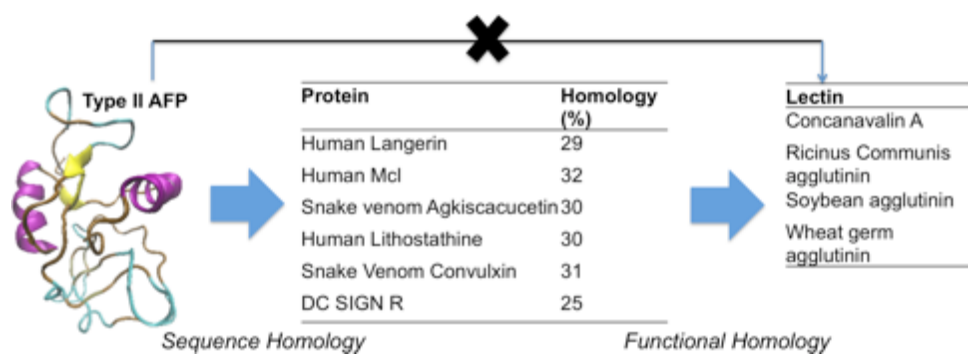 Type II AFP
Protein Homology
(%)
Human Langerin 29
Human Mcl 32
Snake venom Agkiscacucetin 30
Human Lithostathine 30
Snake Venom Convulxin 31
DC SIGN R 25
Lectin
Concanavalin A
Ricinus Communis
agglutinin
Soybean agglutinin
Wheat germ
agglutinin
Sequence Homology
Functional Homology